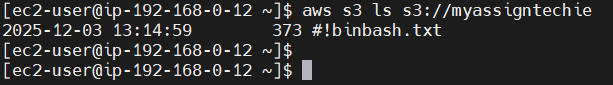 [ec2-user@ip-192-168-0-12 ~]$ aws s3 ls s3://myassigntechie
2025-12-03 13:14:59        373 #!binbash.txt
[ec2-user@ip-192-168-0-12 ~]$
[ec2-user@ip-192-168-0-12 ~]$